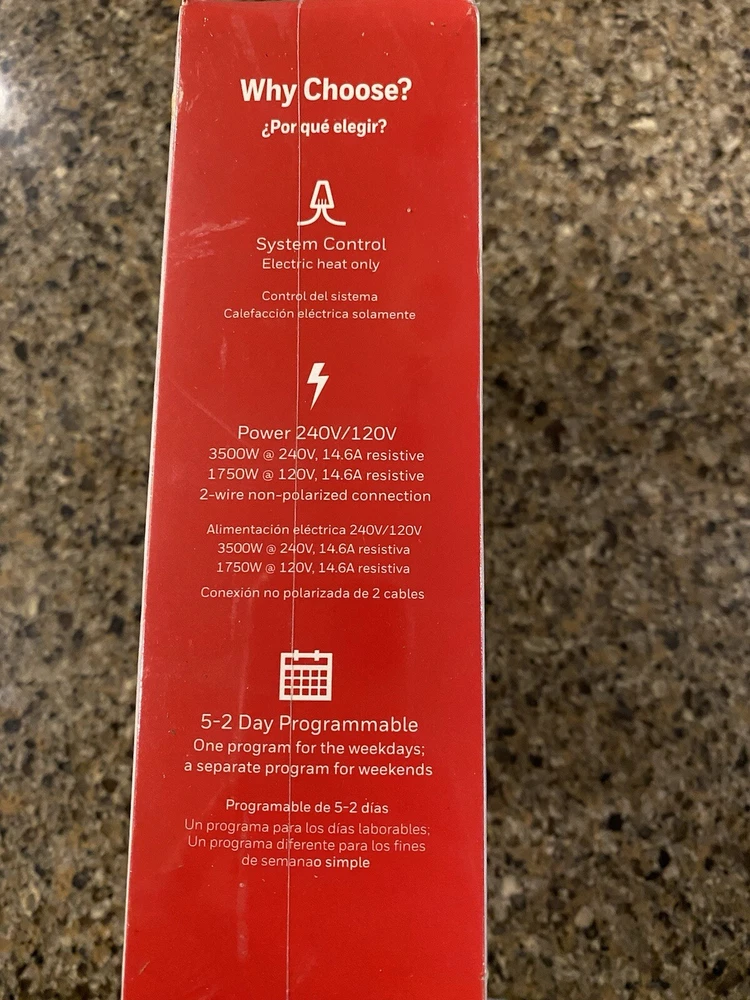 Why Choose?
¿Por qué elegir?
System Control
Electric heat only
Control del sistema
Calefacción eléctrica solamente
Power 240V/120V
3500W @ 240V, 14.6A resistive
1750W @ 120V, 14.6A resistive
2-wire non-polarized connection
Alimentación eléctrica 240V/120V
3500W @ 240V, 14.6A resistiva
1750W @ 120V, 14.6A resistiva
Conexión no polarizada de 2 cables
5-2 Day Programmable
One program for the weekdays;
a separate program for weekends
Programable de 5-2 días
Un programa para los días laborables;
Un programa diferente para los fines
de semanao simple